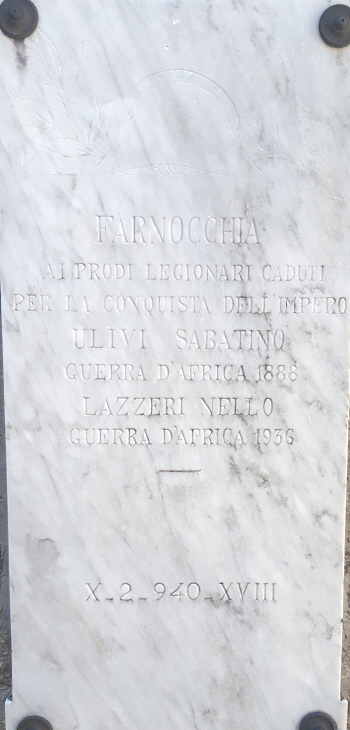 FARNOCCHIA
AI PRODI LEGIONARI CADUTI
PER LA CONQUISTA DELL'IMPERO
ULIVI SABATINO
GUERRA D'AFRICA 1888
LAZZERI NELLO
GUERRA D'AFRICA 1936
X-2-940-XVIII